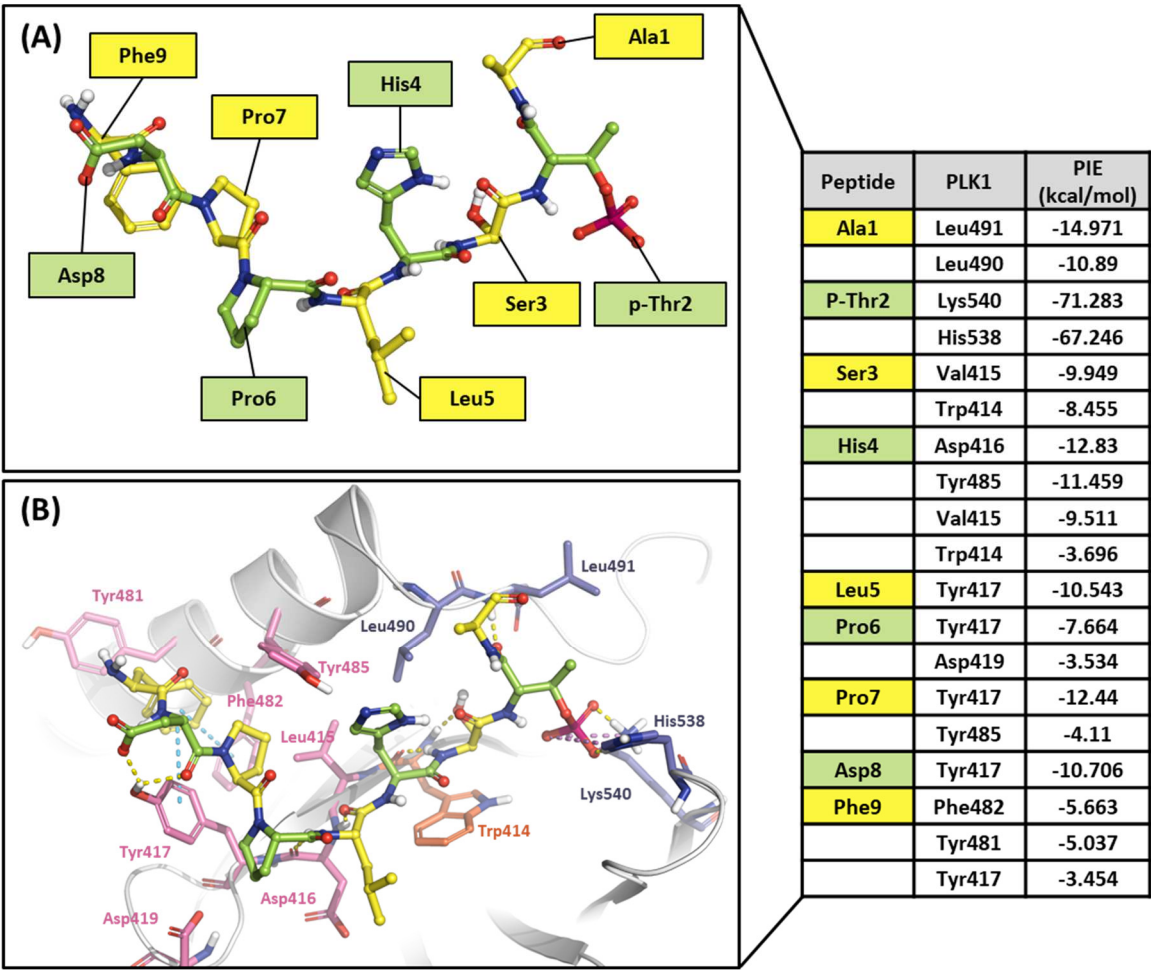 (A)
Phe9
Ala1
His4
Pro7
Asp8
Ser3
p-Thr2
Pro6
Leu5
(B)
Leu491
Tyr481
Leu490
Tyr485
Phe482
His538
Leu415
Lys540
Trp414
Tyr417
Asp416
Asp419
Peptide PLK1 PIE
(kcal/mol)
Ala1 Leu491 -14.971
Leu490 -10.89
P-Thr2 Lys540 -71.283
His538 -67.246
Ser3 Val415 -9.949
Trp414 -8.455
His4 Asp416 -12.83
Tyr485 -11.459
Val415 -9.511
Trp414 -3.696
Leu5 Tyr417 -10.543
Pro6 Tyr417 -7.664
Asp419 -3.534
Pro7 Tyr417 -12.44
Tyr485 -4.11
Asp8 Tyr417 -10.706
Phe9 Phe482 -5.663
Tyr481 -5.037
Tyr417 -3.454